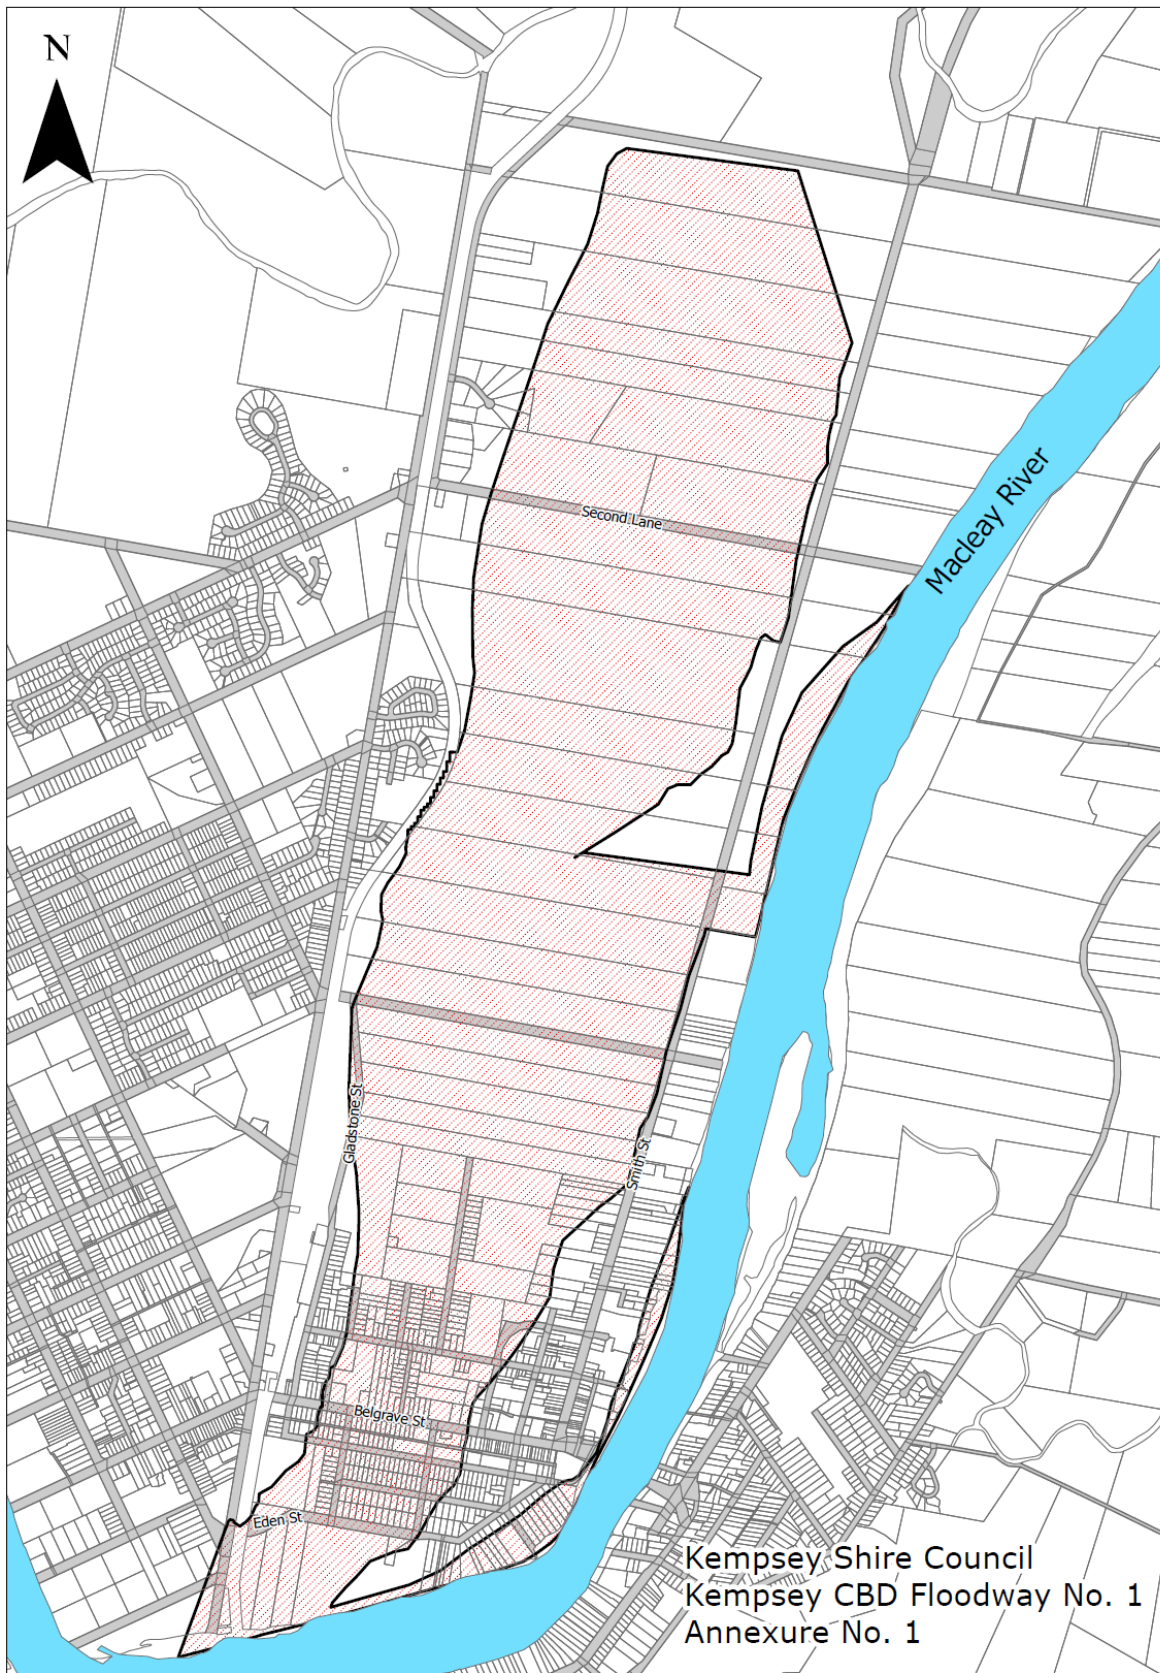 N
Second Lane
Macleay River
Gladstone St
Smith St
Belgrave St
Eden St
Kempsey Shire Council
Kempsey CBD Floodway No. 1
Annexure No. 1